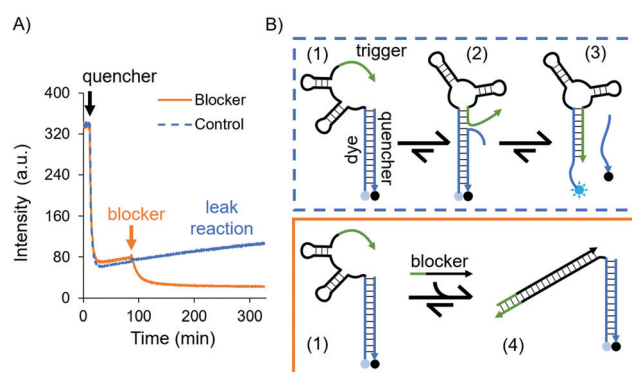 A)
quencher
400
320
240
160
80
0
Intensity (a.u.)
Blocker
Control
blocker
leak
reaction
0
100
200
300
Time (min)
B)
(1)
trigger
(2)
(3)
dye
quencher
blocker
(1)
(4)